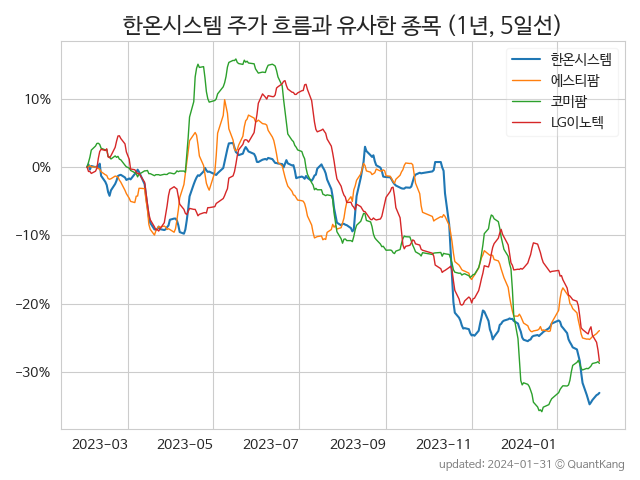 한온시스템 주가 흐름과 유사한 종목 (1년, 5일선)
한온시스템
에스티팜
코미팜
LG이노텍
10%
0%
−10%
−20%
−30%
2023-03 2023-05 2023-07 2023-09 2023-11 2024-01
updated: 2024-01-31 © QuantKang